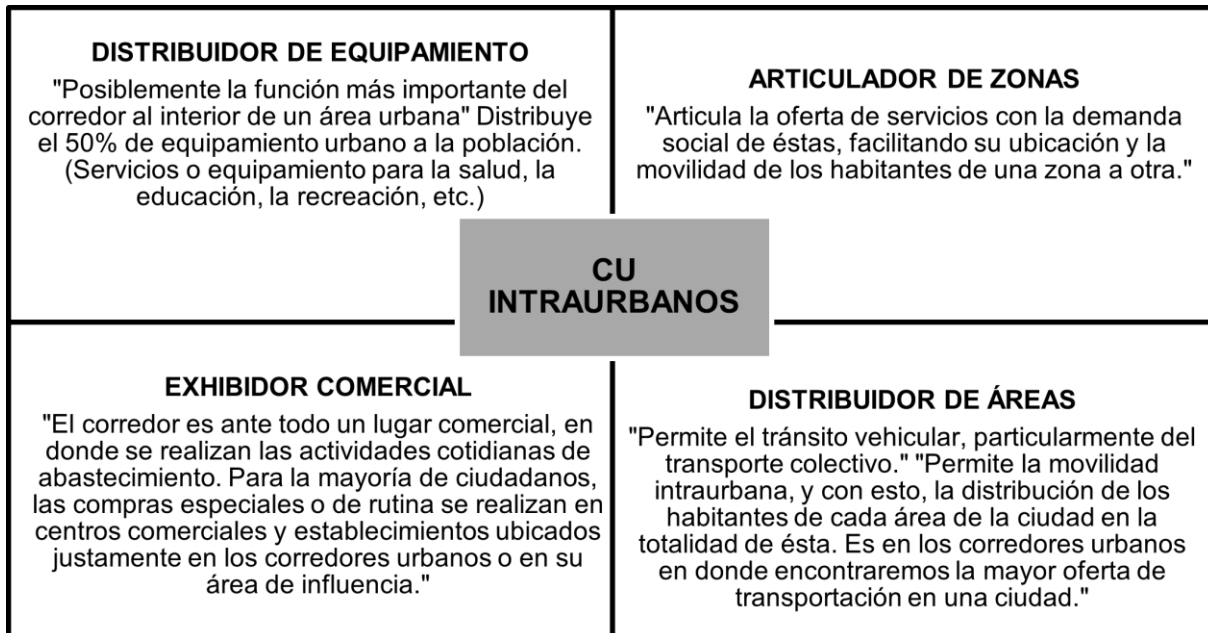 DISTRIBUIDOR DE EQUIPAMIENTO
"Posiblemente la función más importante del
corredor al interior de un área urbana" Distribuye
el 50% de equipamiento urbano a la población.
(Servicios o equipamiento para la salud, la
educación, la recreación, etc.)
ARTICULADOR DE ZONAS
"Articula la oferta de servicios con la demanda
social de éstas, facilitando su ubicación y la
movilidad de los habitantes de una zona a otra."
CU
INTRAURBANOS
EXHIBIDOR COMERCIAL
"El corredor es ante todo un lugar comercial, en
donde se realizan las actividades cotidianas de
abastecimiento. Para la mayoría de ciudadanos,
las compras especiales o de rutina se realizan en
centros comerciales y establecimientos ubicados
justamente en los corredores urbanos o en su
área de influencia."
DISTRIBUIDOR DE ÁREAS
"Permite el tránsito vehicular, particularmente del
transporte colectivo." "Permite la movilidad
intraurbana, y con esto, la distribución de los
habitantes de cada área de la ciudad en la
totalidad de ésta. Es en los corredores urbanos
en donde encontraremos la mayor oferta de
transportación en una ciudad."